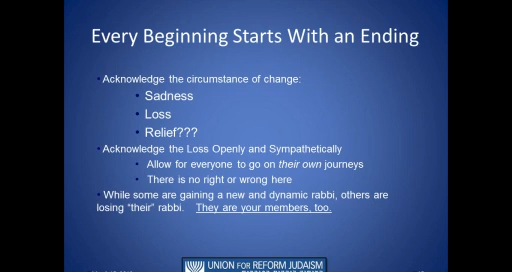 Every Beginning Starts With an Ending
• Acknowledge the circumstance of change:
• Sadness
• Loss
• Relief???
• Acknowledge the Loss Openly and Sympathetically
• Allow for everyone to go on their own journeys
• There is no right or wrong here
• While some are gaining a new and dynamic rabbi, others are
losing "their" rabbi. They are your members, too.
UNION FOR REFORM JUDAISM